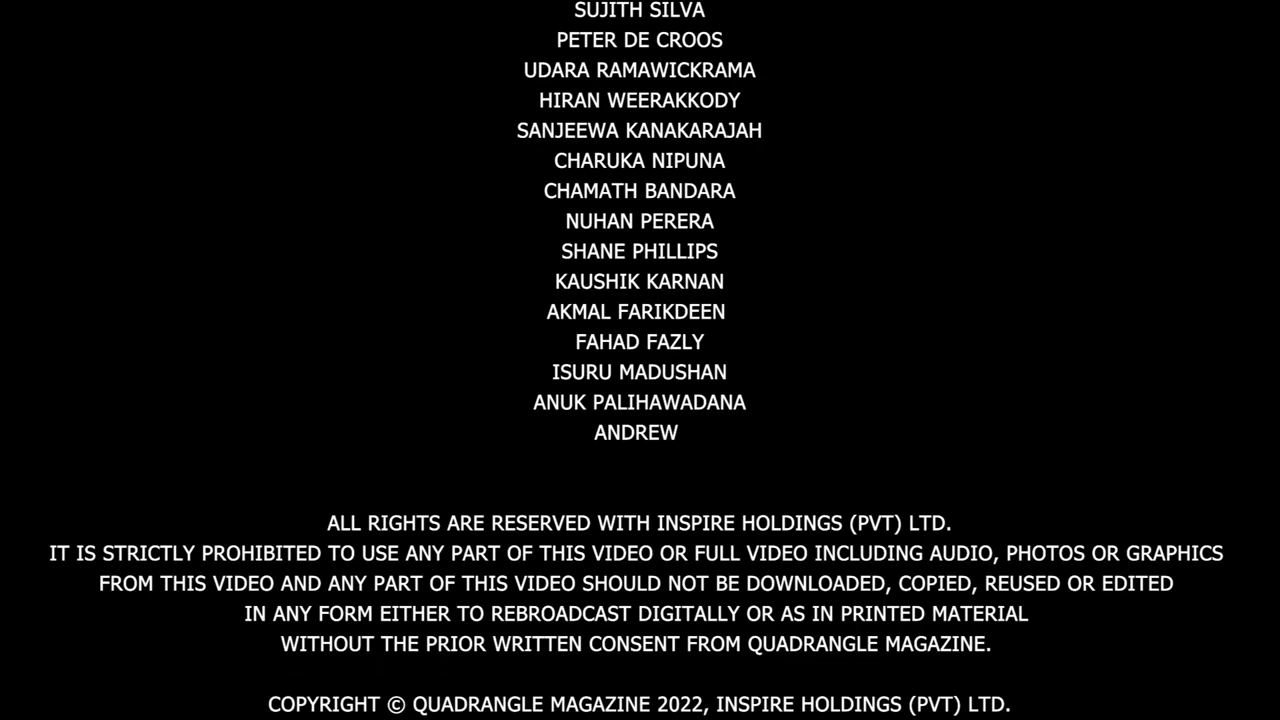 SUJITH SILVA
PETER DE CROOS
UDARA RAMAWICKRAMA
HIRAN WEERAKKODY
SANJEEWA KANAKARAJAH
CHARUKA NIPUNA
CHAMATH BANDARA
NUHAN PERERA
SHANE PHILLIPS
KAUSHIK KARNAN
AKMAL FARIKDEEN
FAHAD FAZLY
ISURU MADUSHAN
ANUK PALIHAWADANA
ANDREW
ALL RIGHTS ARE RESERVED WITH INSPIRE HOLDINGS (PVT) LTD.
IT IS STRICTLY PROHIBITED TO USE ANY PART OF THIS VIDEO OR FULL VIDEO INCLUDING AUDIO, PHOTOS OR GRAPHICS
FROM THIS VIDEO AND ANY PART OF THIS VIDEO SHOULD NOT BE DOWNLOADED, COPIED, REUSED OR EDITED
IN ANY FORM EITHER TO REBROADCAST DIGITALLY OR AS IN PRINTED MATERIAL
WITHOUT THE PRIOR WRITTEN CONSENT FROM QUADRANGLE MAGAZINE.
COPYRIGHT © QUADRANGLE MAGAZINE 2022, INSPIRE HOLDINGS (PVT) LTD.